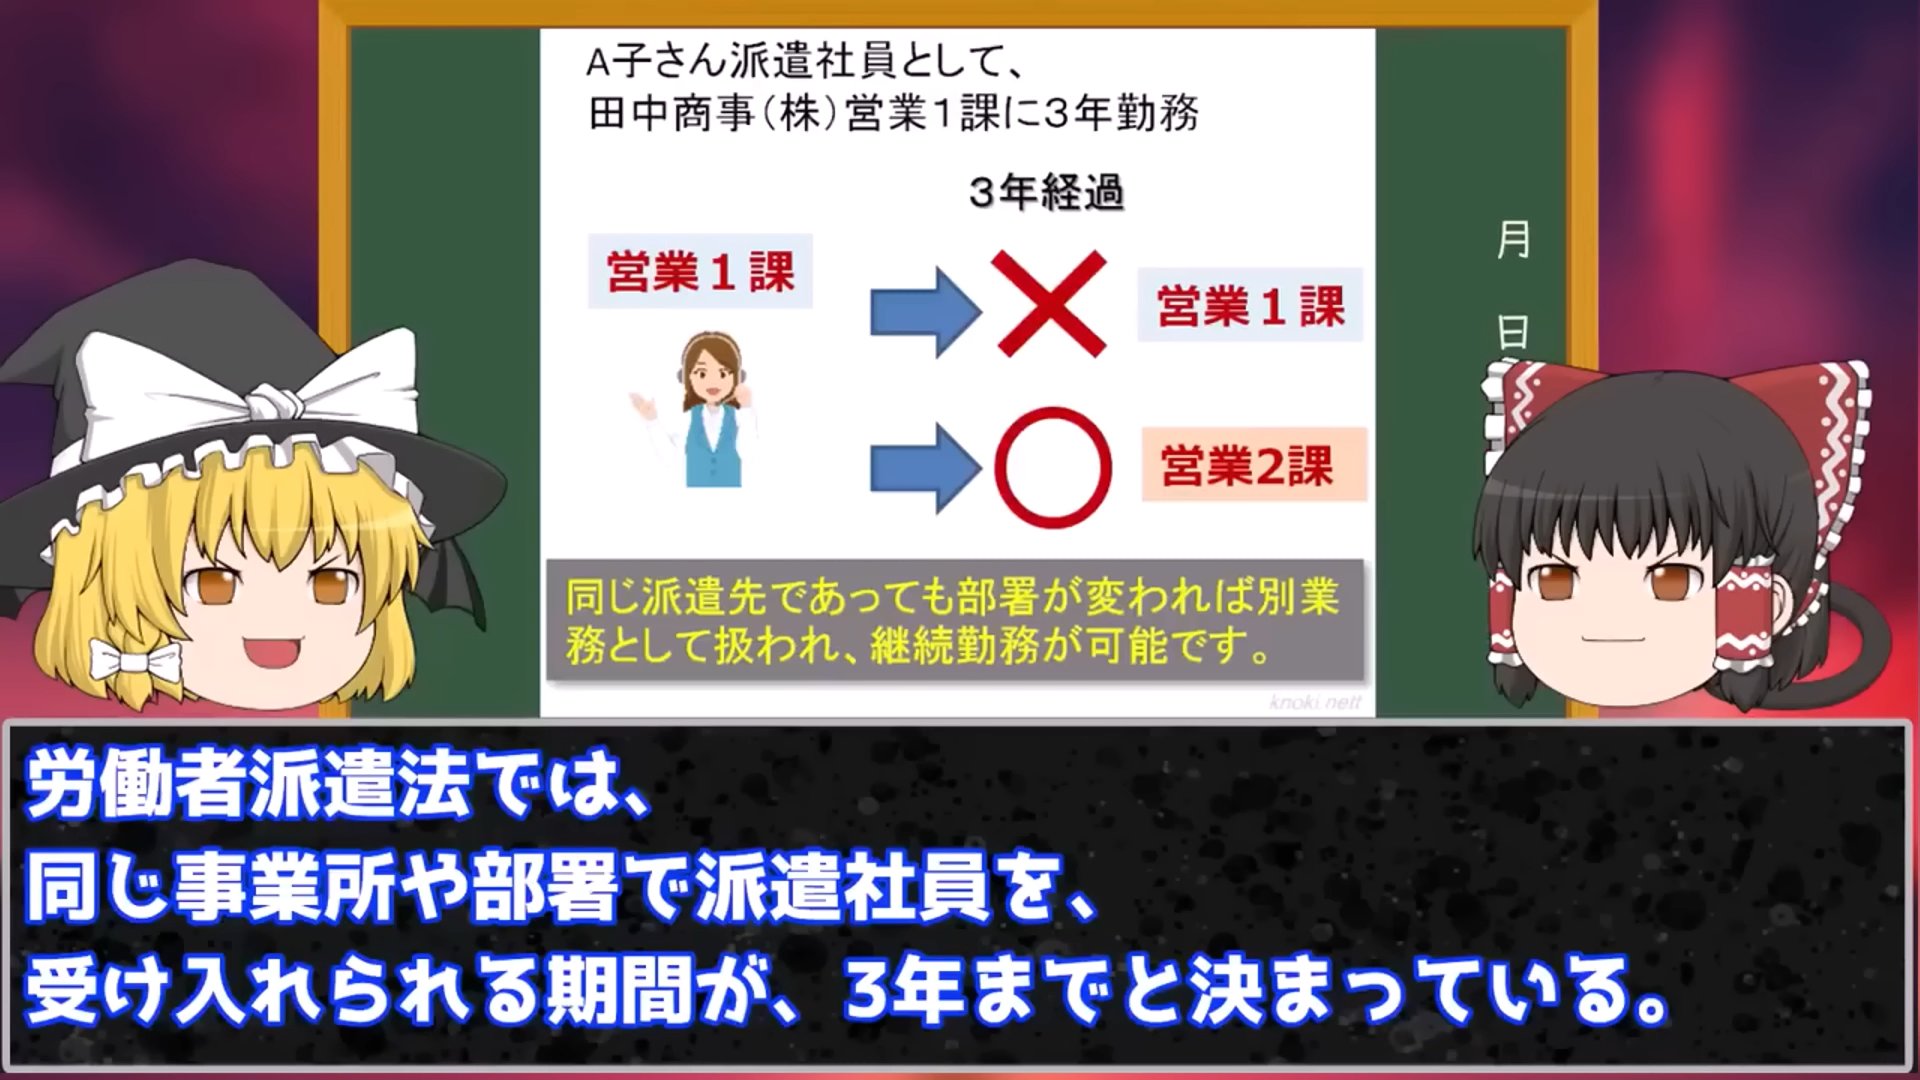 A子さん派遣社員として、
田中商事(株)営業1課に3年勤務
3年経過
営業1課
営業1課
営業2課
同じ派遣先であっても部署が変われば別業
務として扱われ、継続勤務が可能です。
knoki.nett
月
日
労働者派遣法では、
同じ事業所や部署で派遣社員を、
受け入れられる期間が、3年までと決まっている。